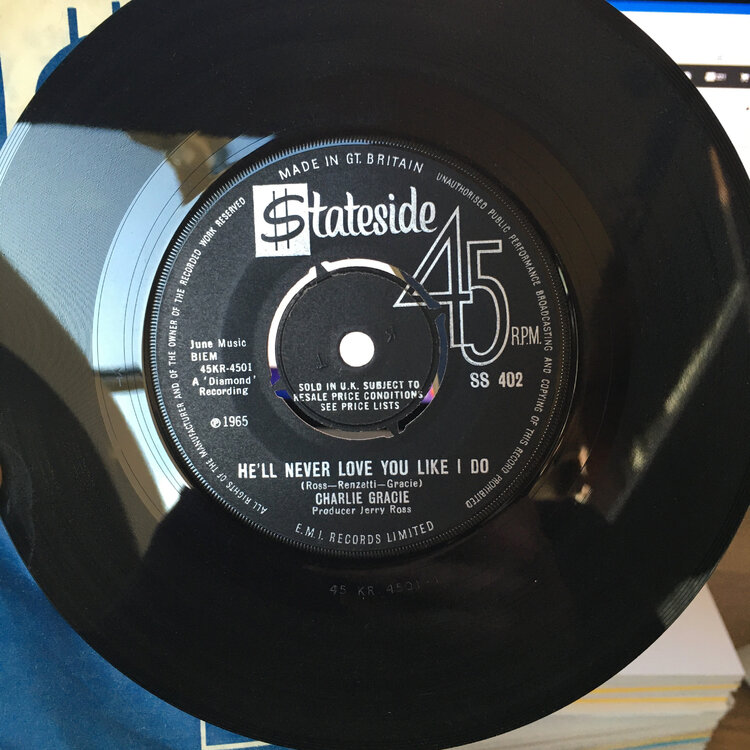 MADE IN GT. BRITAIN
UNAUTHORISED PUBLIC PERFORMANCE BROADCASTING AND COPYING OF THIS RECORD PROHIBITED
ALL RIGHTS OF THE MANUFACTURER AND OF THE OWNER OF THE RECORDED WORK RESERVED
$tateside
45
R.P.M.
SS 402
June Music
BIEM
45KR-4501
A 'Diamond'
Recording
℗ 1965
SOLD IN U.K. SUBJECT TO
RESALE PRICE CONDITIONS
SEE PRICE LISTS
HE'LL NEVER LOVE YOU LIKE I DO
(Ross—Renzetti—Gracie)
CHARLIE GRACIE
Producer Jerry Ross
E.M.I. RECORDS LIMITED
45 KR 4501